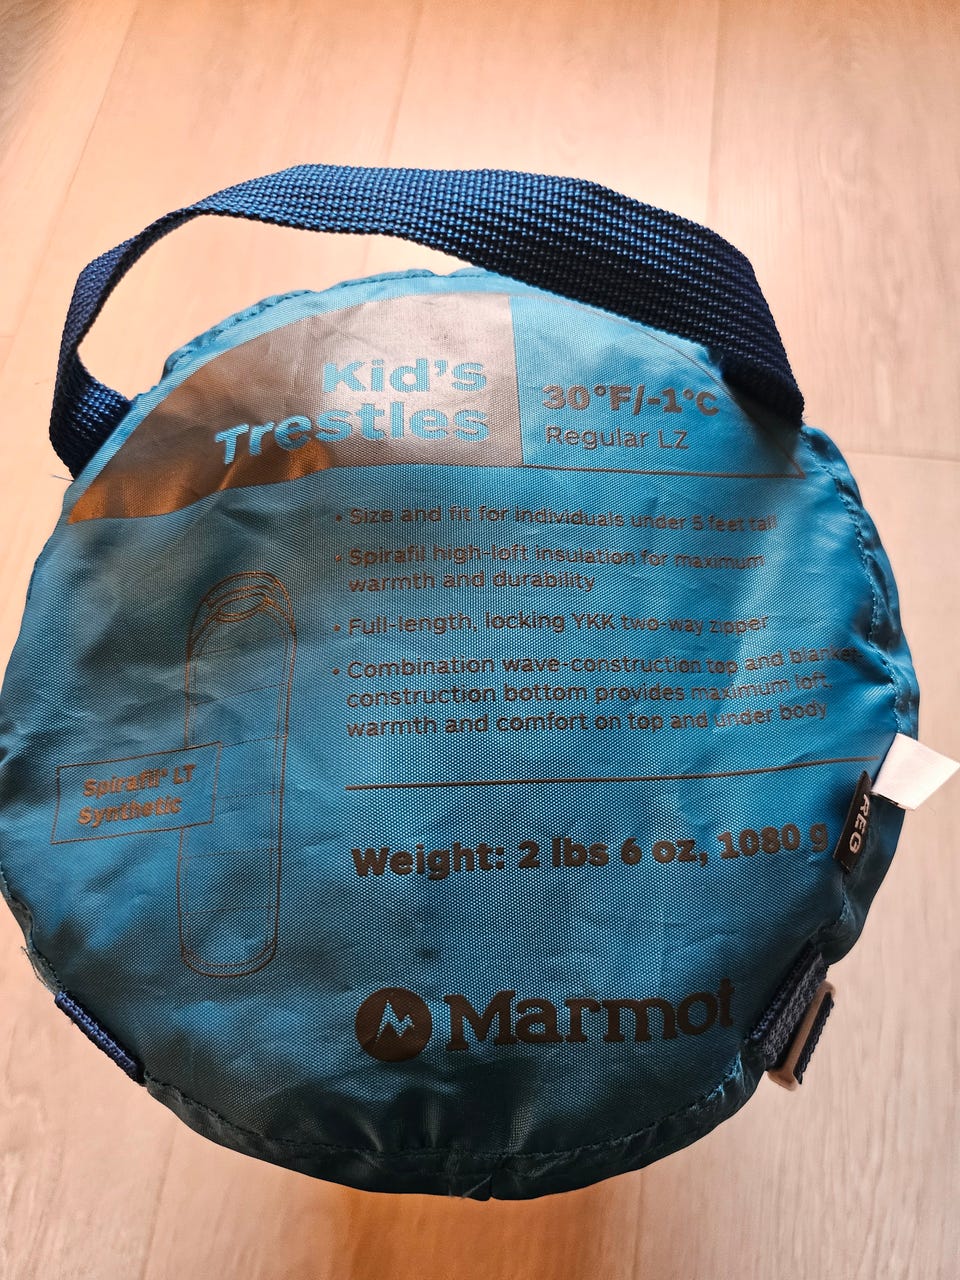 Kid's
Trestles
30°F/-1°C
Regular LZ
• Size and fit for individuals under 5 feet tall
• Spirafil high-loft insulation for maximum
warmth and durability
• Full-length, locking YKK two-way zipper
• Combination wave-construction top and blanket-
construction bottom provides maximum loft,
warmth and comfort on top and under body
Spirafil® LT
Synthetic
Weight: 2 lbs 6 oz, 1080 g
REG
Marmot